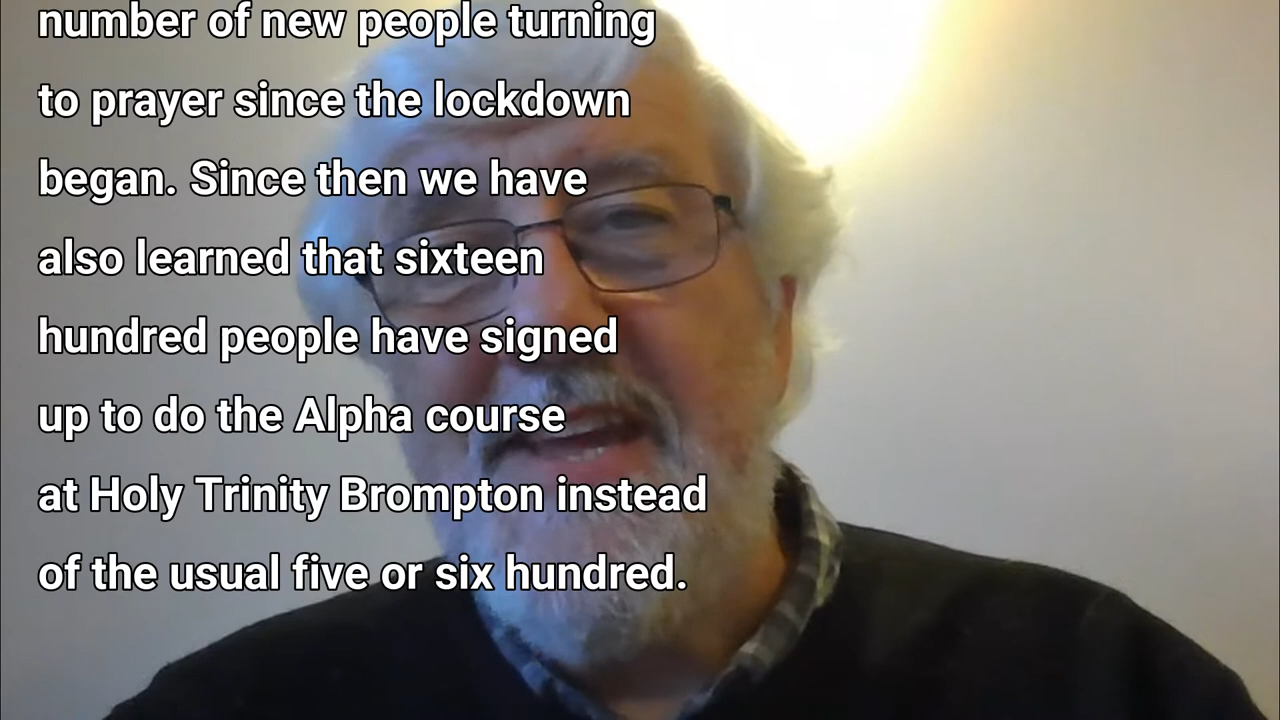 number of new people turning
to prayer since the lockdown
began. Since then we have
also learned that sixteen
hundred people have signed
up to do the Alpha course
at Holy Trinity Brompton instead
of the usual five or six hundred.